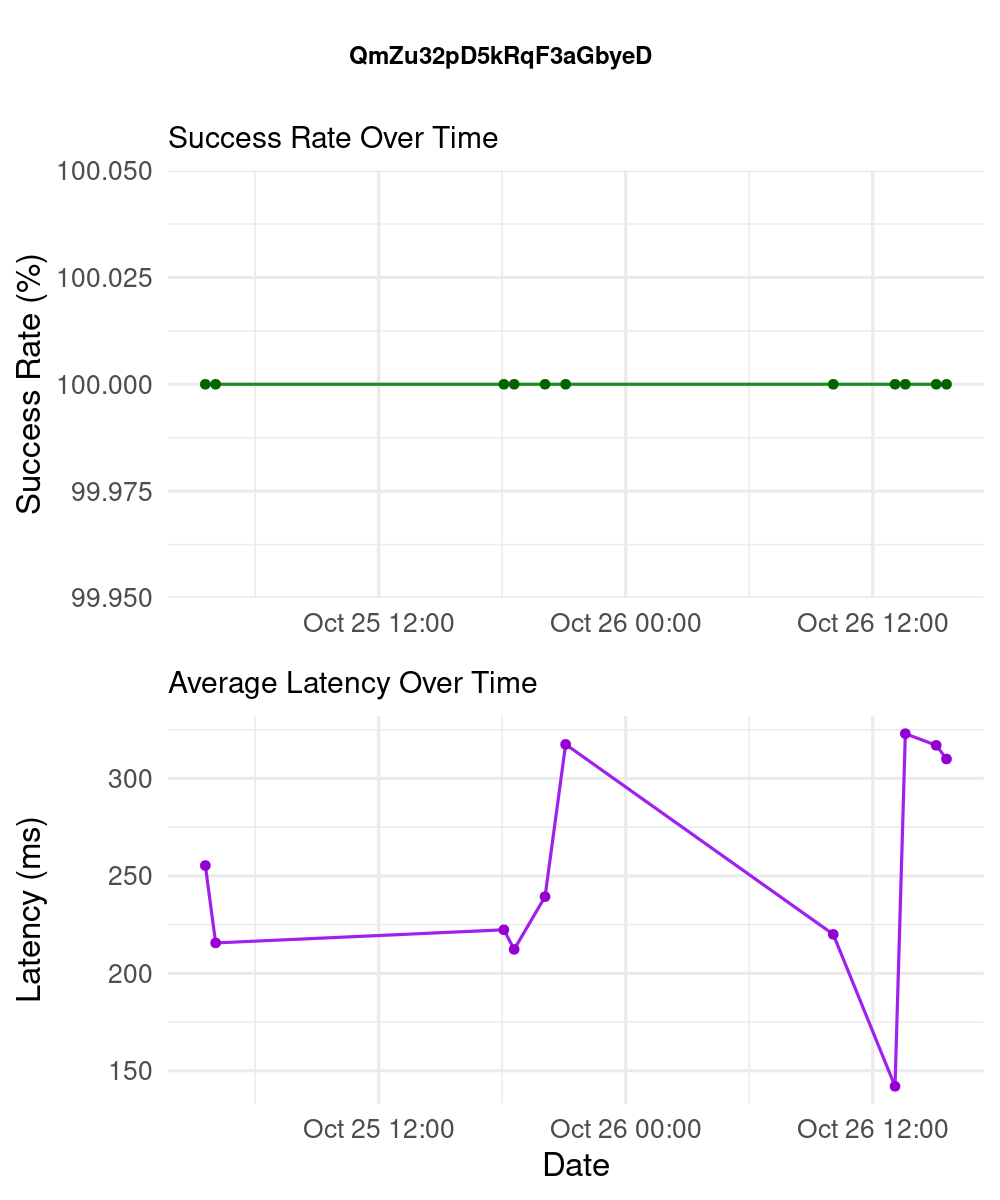 QmZu32pD5kRqF3aGbyeD
Success Rate Over Time
Success Rate (%)
100.050
100.025
100.000
99.975
99.950
Oct 25 12:00 Oct 26 00:00 Oct 26 12:00
Average Latency Over Time
Latency (ms)
300
250
200
150
Oct 25 12:00 Oct 26 00:00 Oct 26 12:00
Date